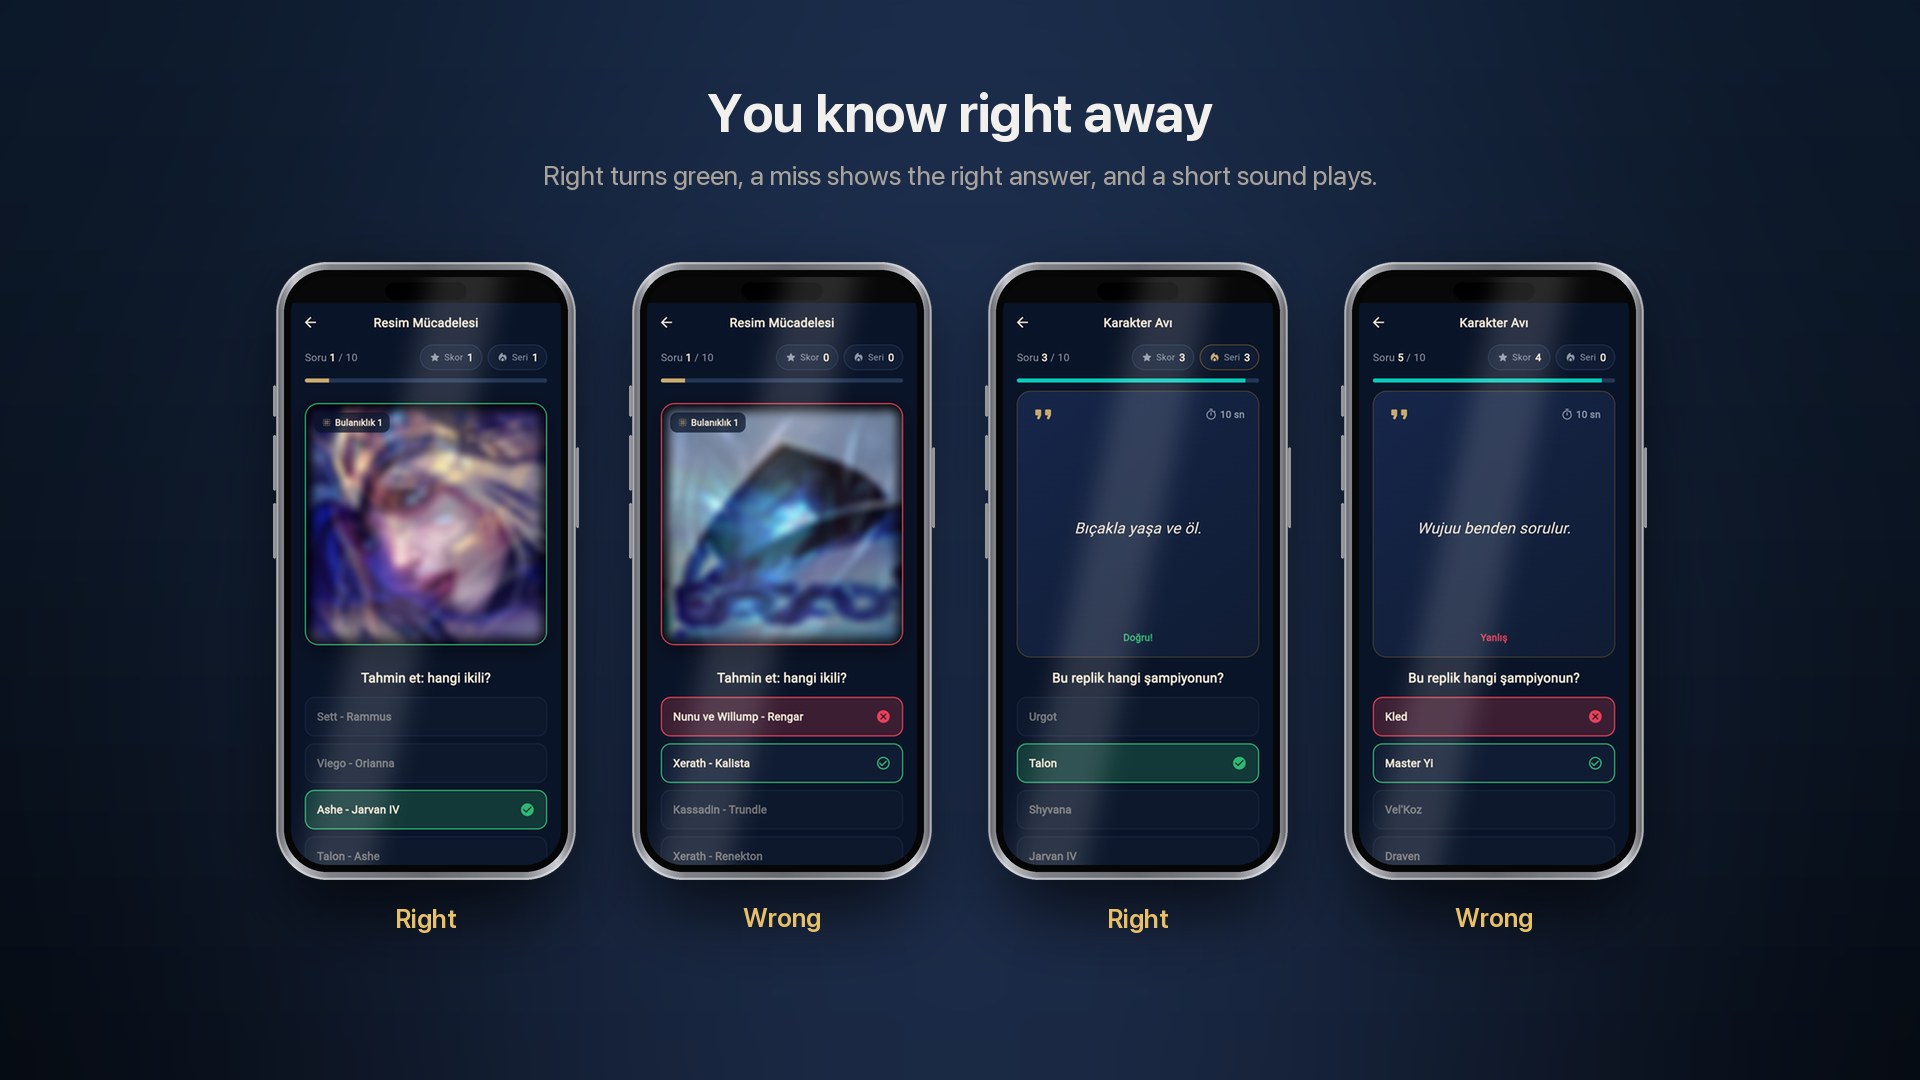 You know right away
Right turns green, a miss shows the right answer, and a short sound plays.
Resim Mücadelesi
Soru 1 / 10
Skor 1
Seri 1
Bulanıklık 1
Tahmin et: hangi ikili?
Sett - Rammus
Viego - Orianna
Ashe - Jarvan IV
Talon - Ashe
Right
Resim Mücadelesi
Soru 1 / 10
Skor 0
Seri 0
Bulanıklık 1
Tahmin et: hangi ikili?
Nunu ve Willump - Rengar
Xerath - Kalista
Kassadin - Trundle
Xerath - Renekton
Wrong
Karakter Avı
Soru 3 / 10
Skor 3
Seri 3
10 sn
Bıçakla yaşa ve öl.
Doğru!
Bu replik hangi şampiyonun?
Urgot
Talon
Shyvana
Jarvan IV
Right
Karakter Avı
Soru 5 / 10
Skor 4
Seri 0
10 sn
Wujuu benden sorulur.
Yanlış
Bu replik hangi şampiyonun?
Kled
Master Yi
Vel'Koz
Draven
Wrong